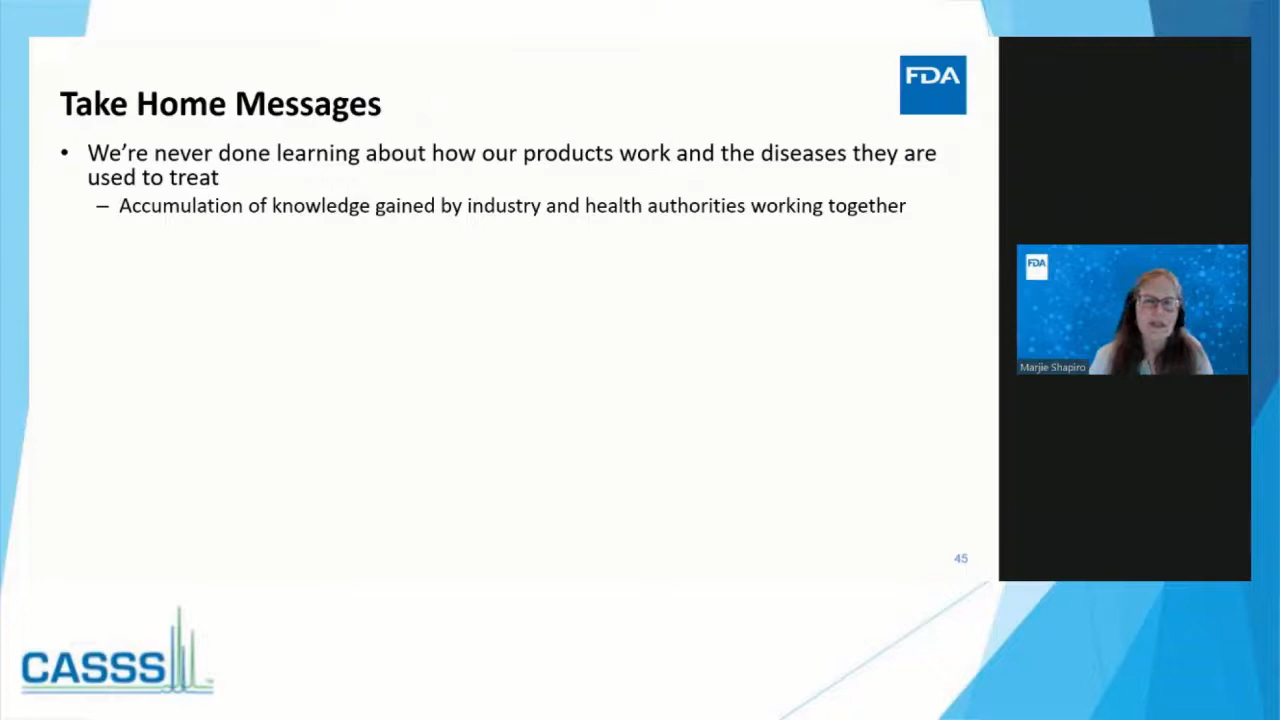 FDA
Take Home Messages
• We're never done learning about how our products work and the diseases they are
used to treat
– Accumulation of knowledge gained by industry and health authorities working together
FDA
Marjie Shapiro
45
CASSS